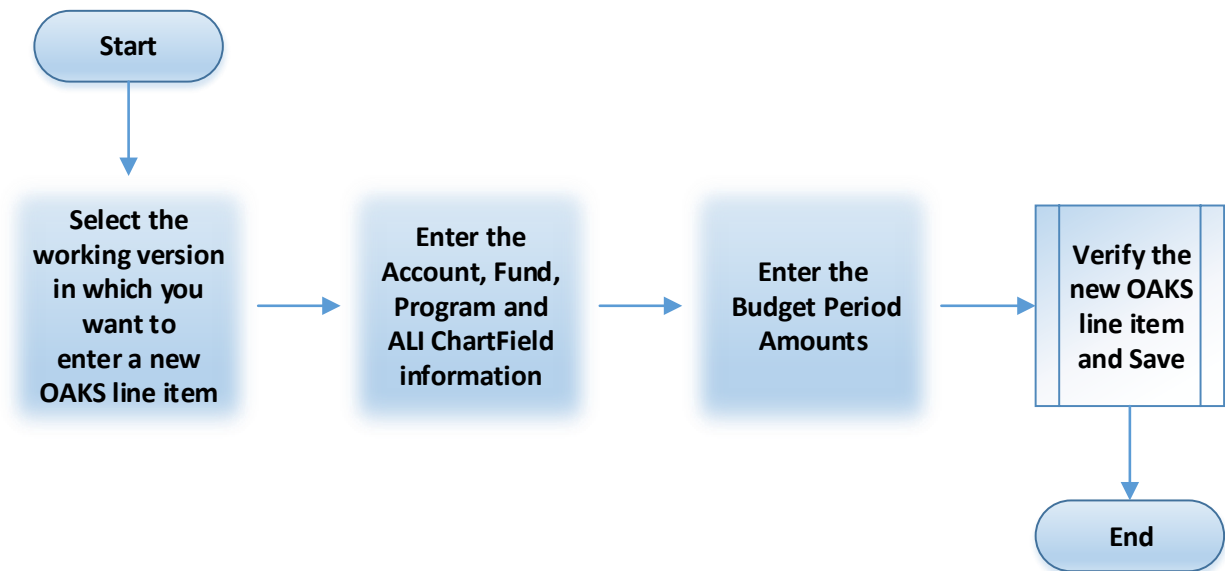 Start
Select the
working version
in which you
want to
enter a new
OAKS line item
Enter the
Account, Fund,
Program and
ALI ChartField
information
Enter the
Budget Period
Amounts
Verify the
new OAKS
line item
and Save
End